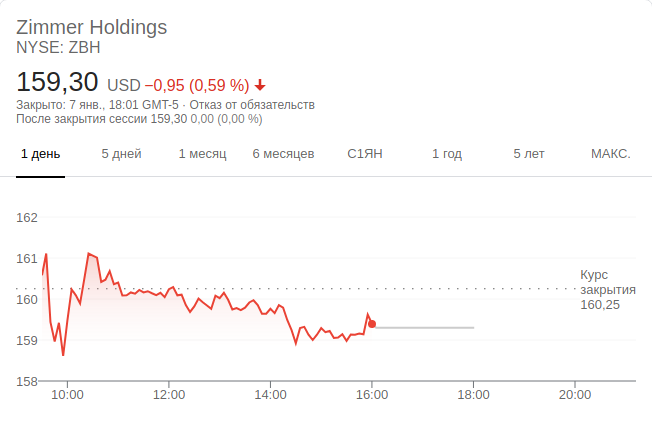 Zimmer Holdings
NYSE: ZBH
159,30 USD −0,95 (0,59 %)
Закрыто: 7 янв., 18:01 GMT-5 · Отказ от обязательств
После закрытия сессии 159,30 0,00 (0,00 %)
1 день 5 дней 1 месяц 6 месяцев С1ЯН 1 год 5 лет МАКС.
162
161
160
159
158
Курс
закрытия
160,25
10:00 12:00 14:00 16:00 18:00 20:00